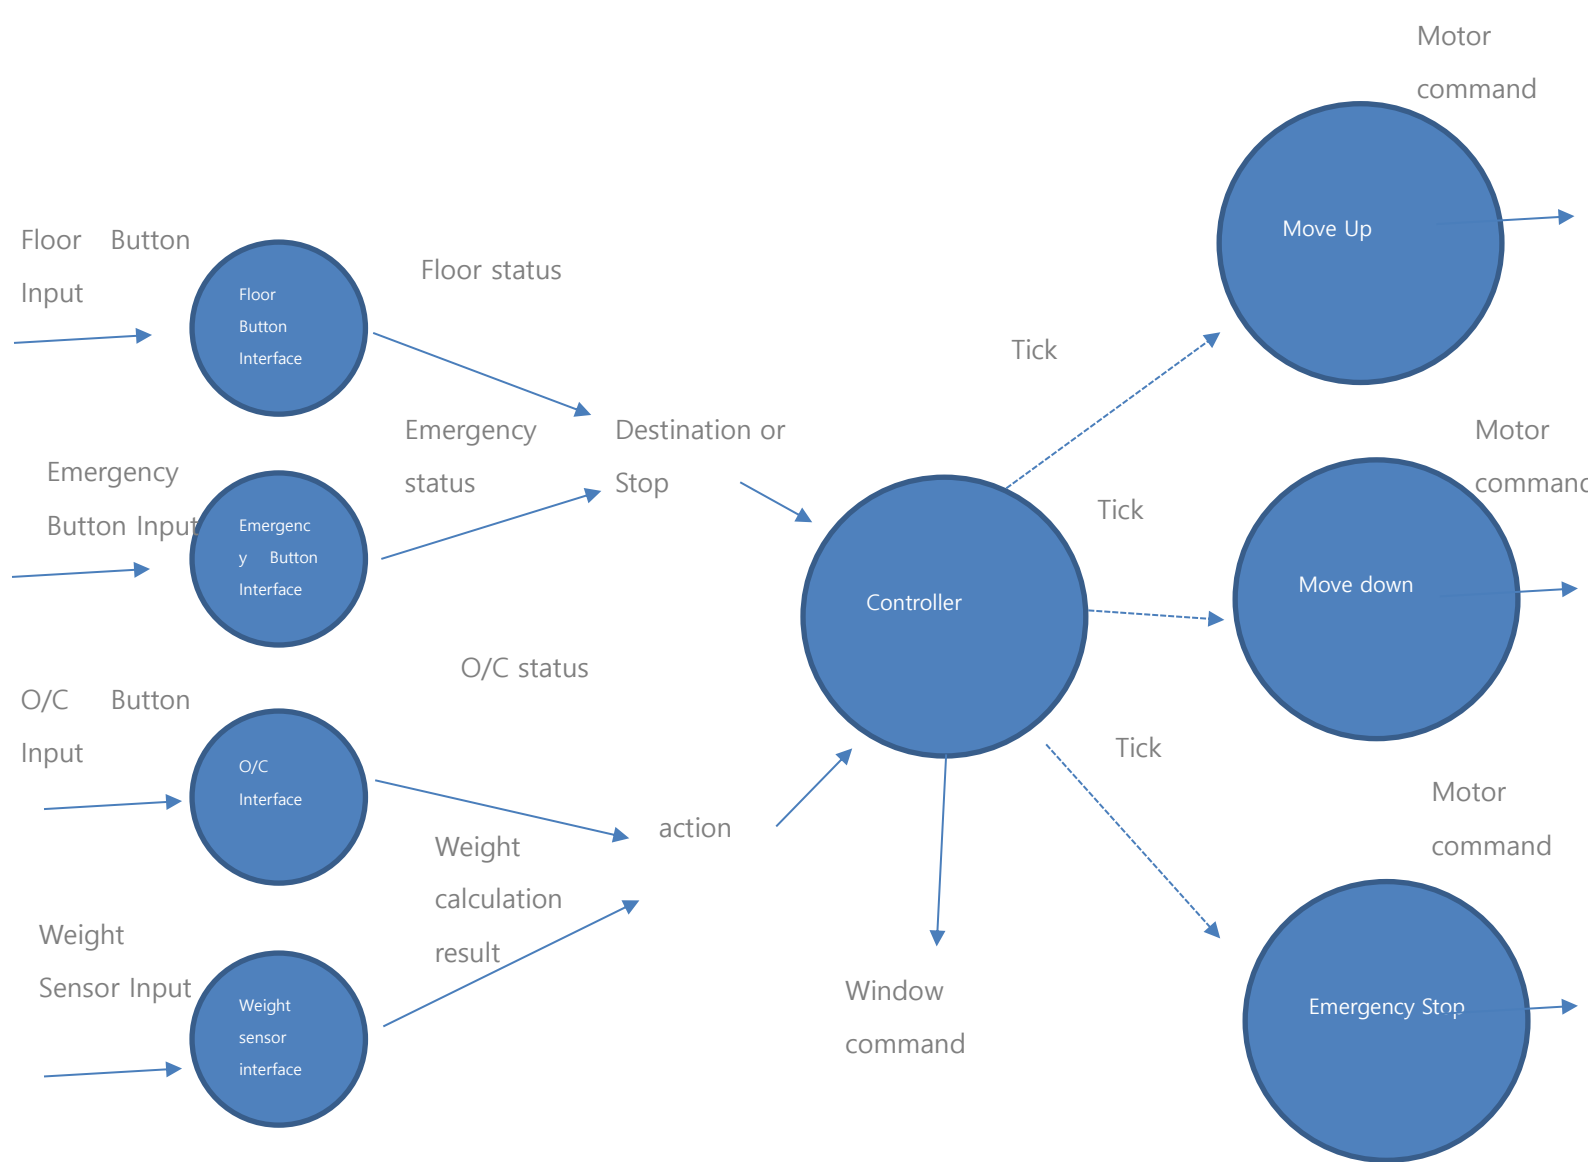 Motor
command
Move Up
Floor Button
Input
Floor
Button
Interface
Floor status
Tick
Emergency
status
Destination or
Stop
Motor
command
Emergency
Button Input
Emergenc
y Button
Interface
Tick
Controller
Move down
O/C status
O/C Button
Input
O/C
Interface
Tick
Motor
command
action
Weight
calculation
result
Weight
Sensor Input
Weight
sensor
interface
Window
command
Emergency Stop